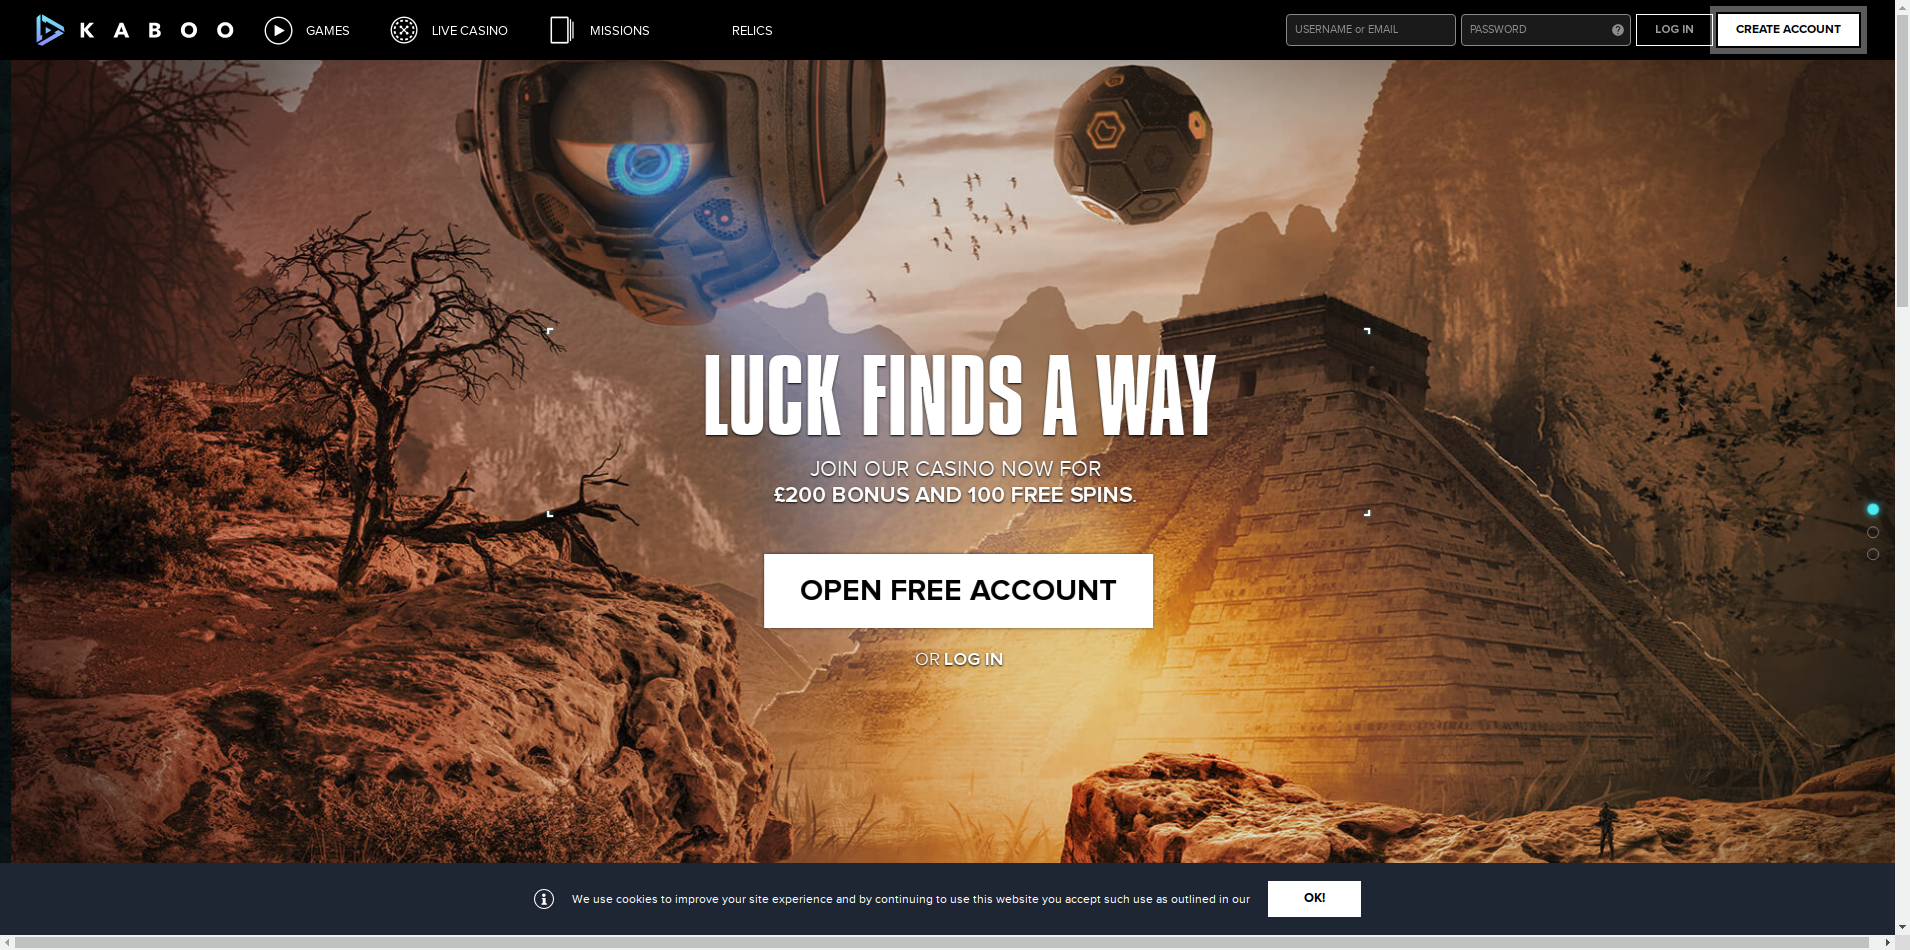 KABOO
GAMES
LIVE CASINO
MISSIONS
RELICS
USERNAME or EMAIL
PASSWORD
?
LOG IN
CREATE ACCOUNT
LUCK FINDS A WAY
JOIN OUR CASINO NOW FOR
£200 BONUS AND 100 FREE SPINS.
OPEN FREE ACCOUNT
OR LOG IN
We use cookies to improve your site experience and by continuing to use this website you accept such use as outlined in our
OK!